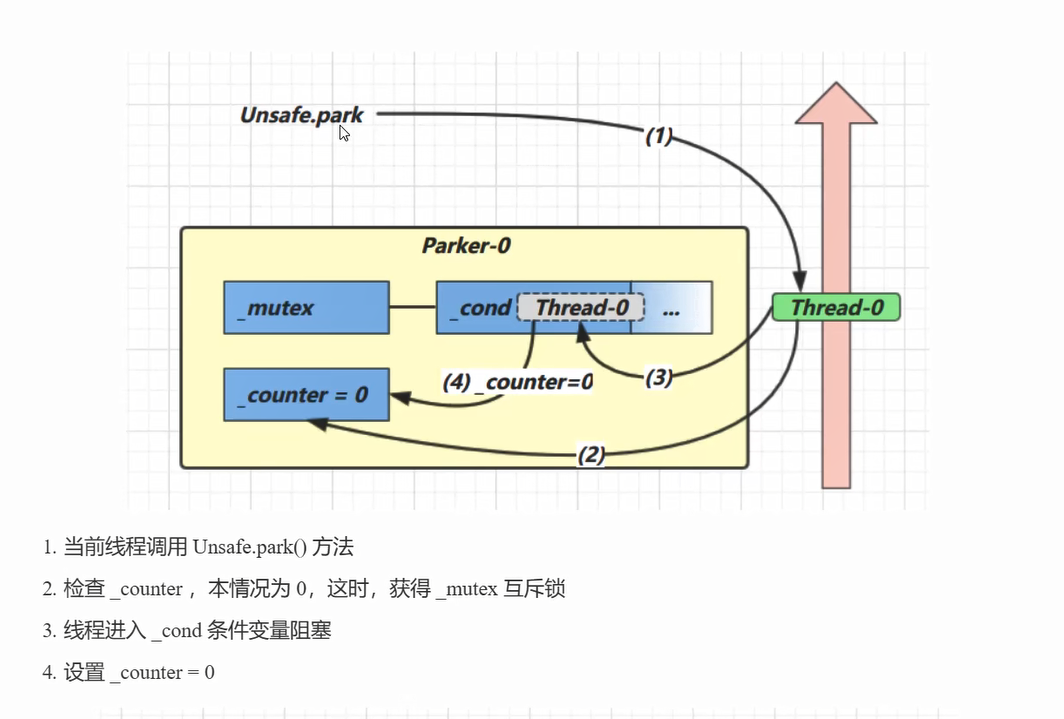 Unsafe.park
(1)
Parker-0
_mutex
_cond
Thread-0
...
Thread-0
(4) _counter=0
(3)
_counter = 0
(2)
1. 当前线程调用 Unsafe.park() 方法
2. 检查 _counter ，本情况为 0，这时，获得 _mutex 互斥锁
3. 线程进入 _cond 条件变量阻塞
4. 设置 _counter = 0